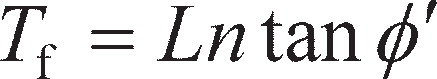 T_f = Ln tan ϕ′